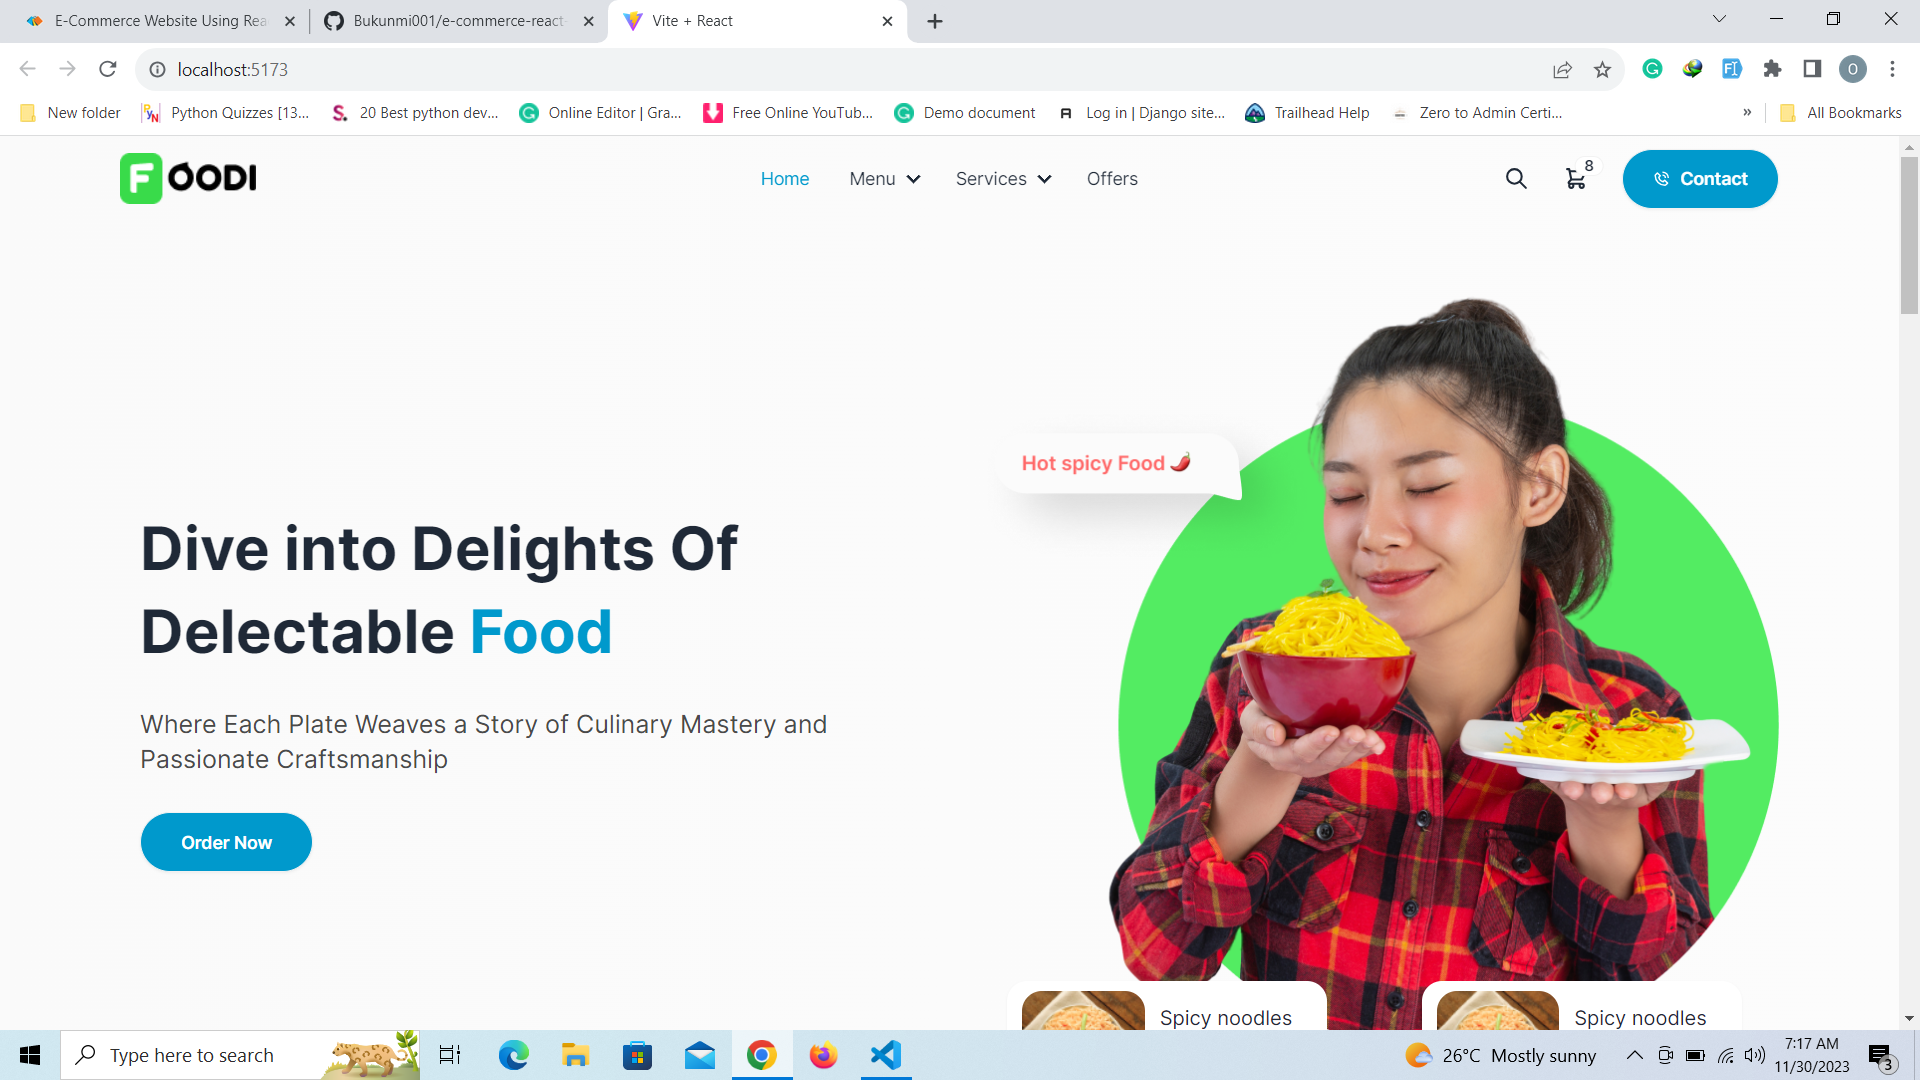 E-Commerce Website Using Rea
Bukunmi001/e-commerce-react-
Vite + React
localhost:5173
O
New folder
Python Quizzes [13...
20 Best python dev...
Online Editor | Gra...
Free Online YouTub...
Demo document
Log in | Django site...
Trailhead Help
Zero to Admin Certi...
»
All Bookmarks
FOODI
Home
Menu
Services
Offers
8
Contact
Hot spicy Food
Dive into Delights Of
Delectable Food
Where Each Plate Weaves a Story of Culinary Mastery and
Passionate Craftsmanship
Order Now
Spicy noodles
Spicy noodles
Type here to search
26°C Mostly sunny
7:17 AM
11/30/2023
3